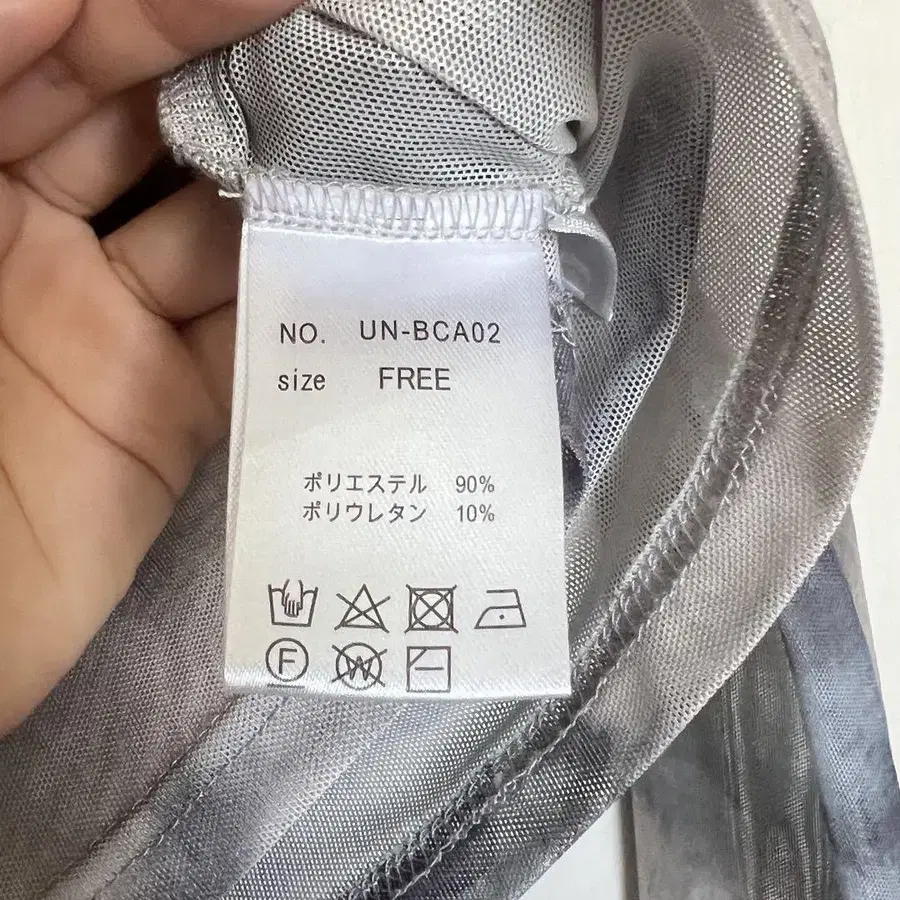 NO. UN-BCA02
size FREE
ポリエステル 90%
ポリウレタン 10%
F W